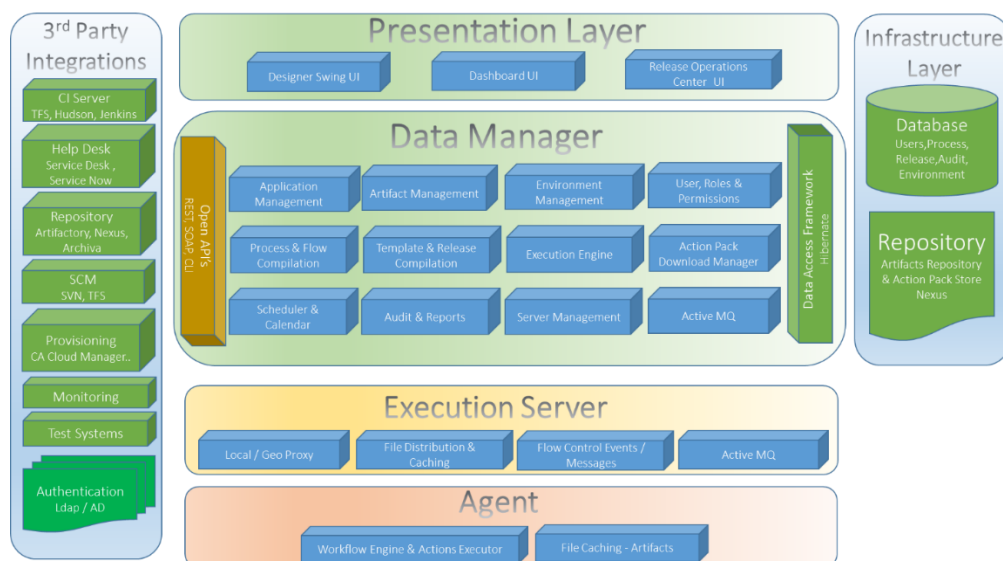 3rd Party
Integrations
CI Server
TFS, Hudson, Jenkins
Help Desk
Service Desk ,
Service Now
Repository
Artifactory, Nexus,
Archiva
SCM
SVN, TFS
Provisioning
CA Cloud Manager..
Monitoring
Test Systems
Authentication
Ldap / AD
Presentation Layer
Designer Swing UI
Dashboard UI
Release Operations
Center UI
Data Manager
Open API's
REST, SOAP, CLI
Application
Management
Artifact Management
Environment
Management
User, Roles &
Permissions
Process & Flow
Compilation
Template & Release
Compilation
Execution Engine
Action Pack
Download Manager
Scheduler &
Calendar
Audit & Reports
Server Management
Active MQ
Data Access Framework
Hibernate
Execution Server
Local / Geo Proxy
File Distribution &
Caching
Flow Control Events /
Messages
Active MQ
Agent
Workflow Engine & Actions Executor
File Caching - Artifacts
Infrastructure
Layer
Database
Users,Process,
Release,Audit,
Environment
Repository
Artifacts Repository
& Action Pack Store
Nexus